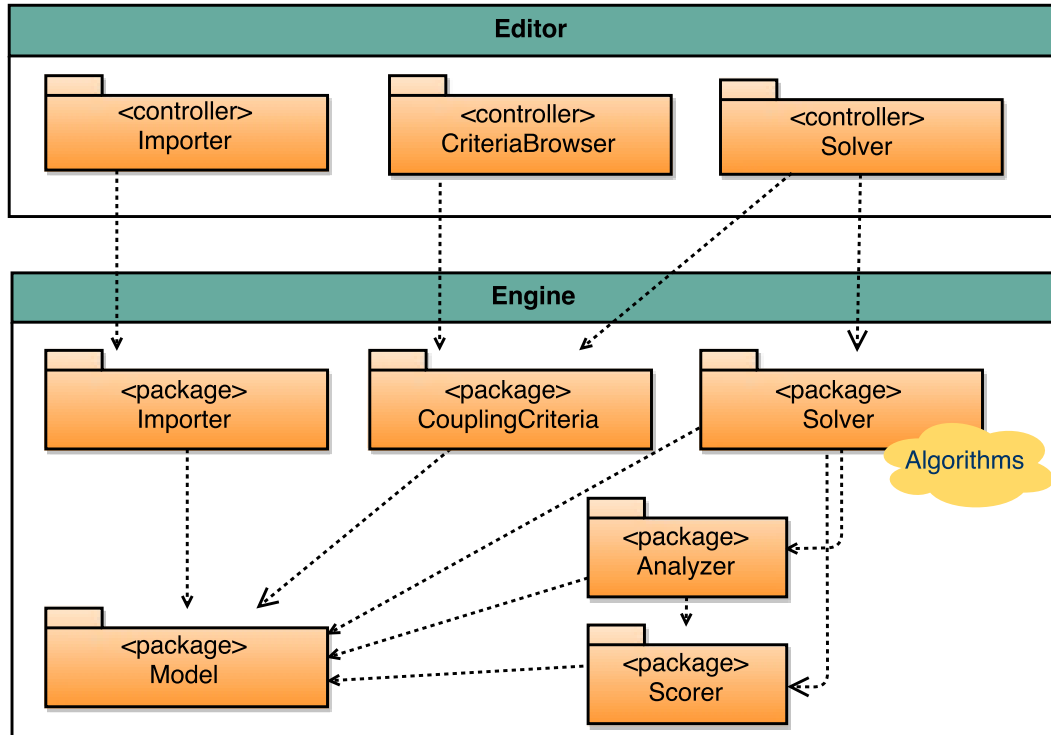 Editor
<controller>
Importer
<controller>
CriteriaBrowser
<controller>
Solver
Engine
<package>
Importer
<package>
CouplingCriteria
<package>
Solver
Algorithms
<package>
Analyzer
<package>
Model
<package>
Scorer